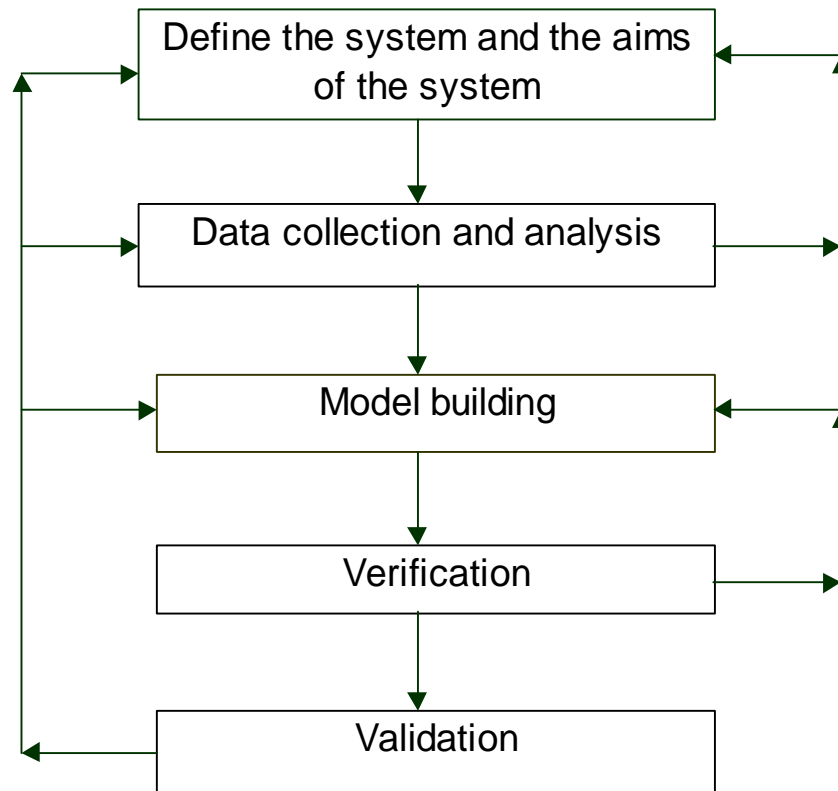 Define the system and the aims
of the system
Data collection and analysis
Model building
Verification
Validation